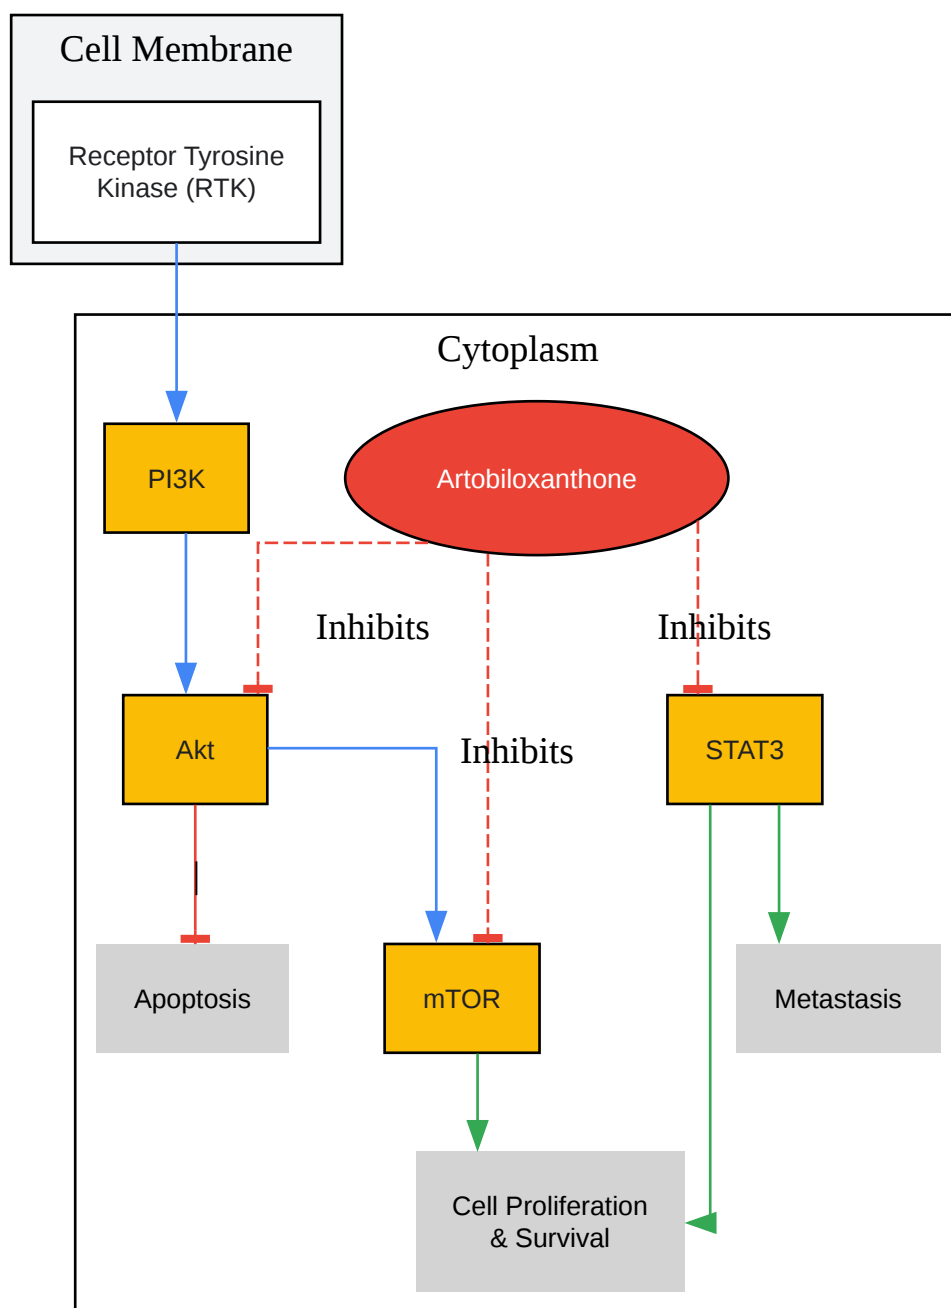 Cell Membrane
Receptor Tyrosine
Kinase (RTK)
Cytoplasm
PI3K
Artobiloxanthone
Inhibits
Inhibits
Akt
Inhibits
STAT3
Apoptosis
mTOR
Metastasis
Cell Proliferation
& Survival